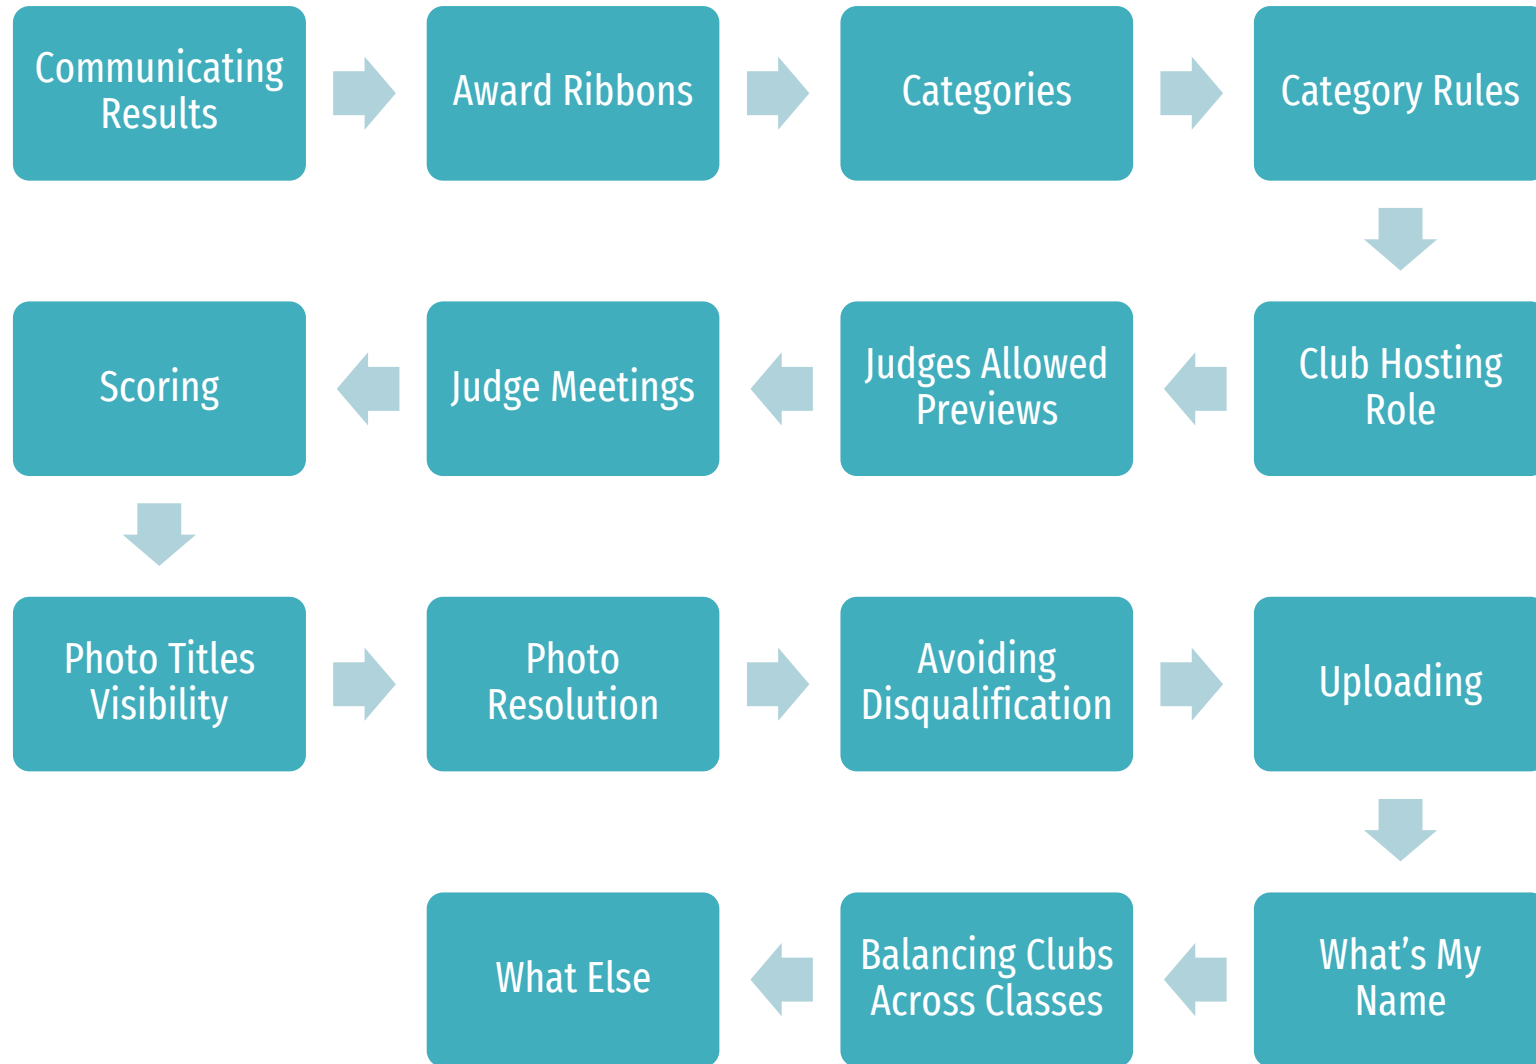 Communicating
Results
Award Ribbons
Categories
Category Rules
Club Hosting
Role
Judges Allowed
Previews
Judge Meetings
Scoring
Photo Titles
Visibility
Photo
Resolution
Avoiding
Disqualification
Uploading
What’s My
Name
Balancing Clubs
Across Classes
What Else